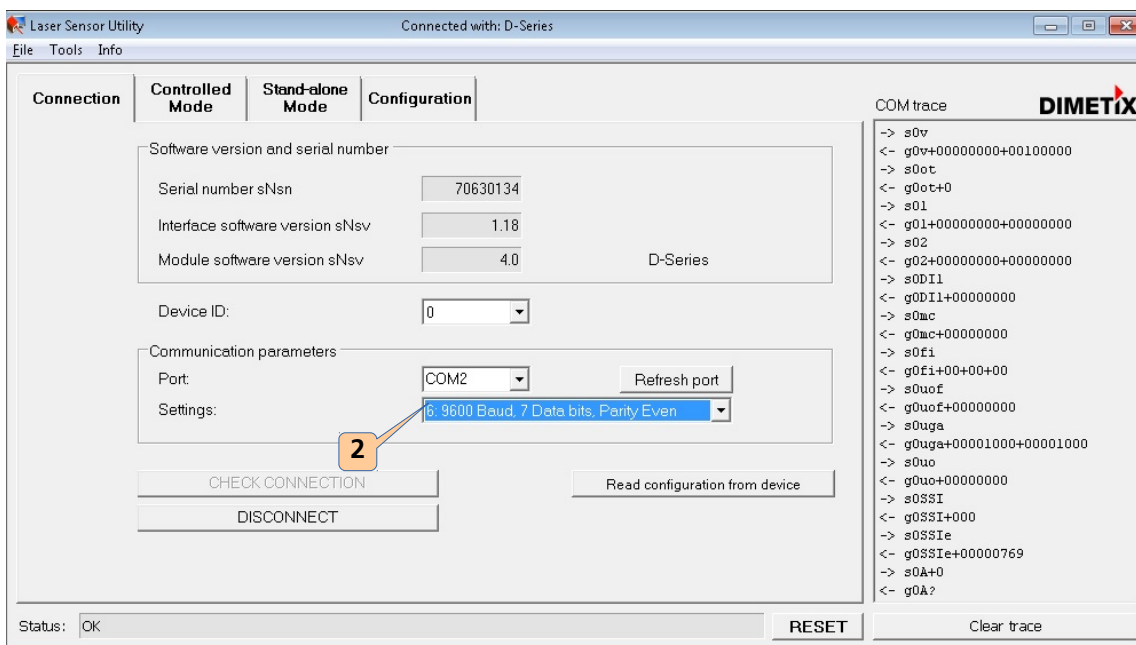 Laser Sensor Utility
Connected with: D-Series
File Tools Info
Connection
Controlled Mode
Stand-alone Mode
Configuration
Software version and serial number
Serial number sNsn 70630134
Interface software version sNsv 1.18
Module software version sNsv 4.0 D-Series
Device ID: 0
Communication parameters
Port: COM2 Refresh port
Settings: 6: 9600 Baud, 7 Data bits, Parity Even
2
CHECK CONNECTION
Read configuration from device
DISCONNECT
COM trace
DIMETIX
-> s0v
<- g0v+00000000+00100000
-> s0ot
<- g0ot+0
-> s01
<- g01+00000000+00000000
-> s02
<- g02+00000000+00000000
-> s0DI1
<- g0DI1+00000000
-> s0mc
<- g0mc+00000000
-> s0fi
<- g0fi+00+00+00
-> s0uof
<- g0uof+00000000
-> s0uga
<- g0uga+00001000+00001000
-> s0uo
<- g0uo+00000000
-> s0SSI
<- g0SSI+000
-> s0SSIe
<- g0SSIe+00000769
-> s0A+0
<- g0A?
Status: OK
RESET
Clear trace